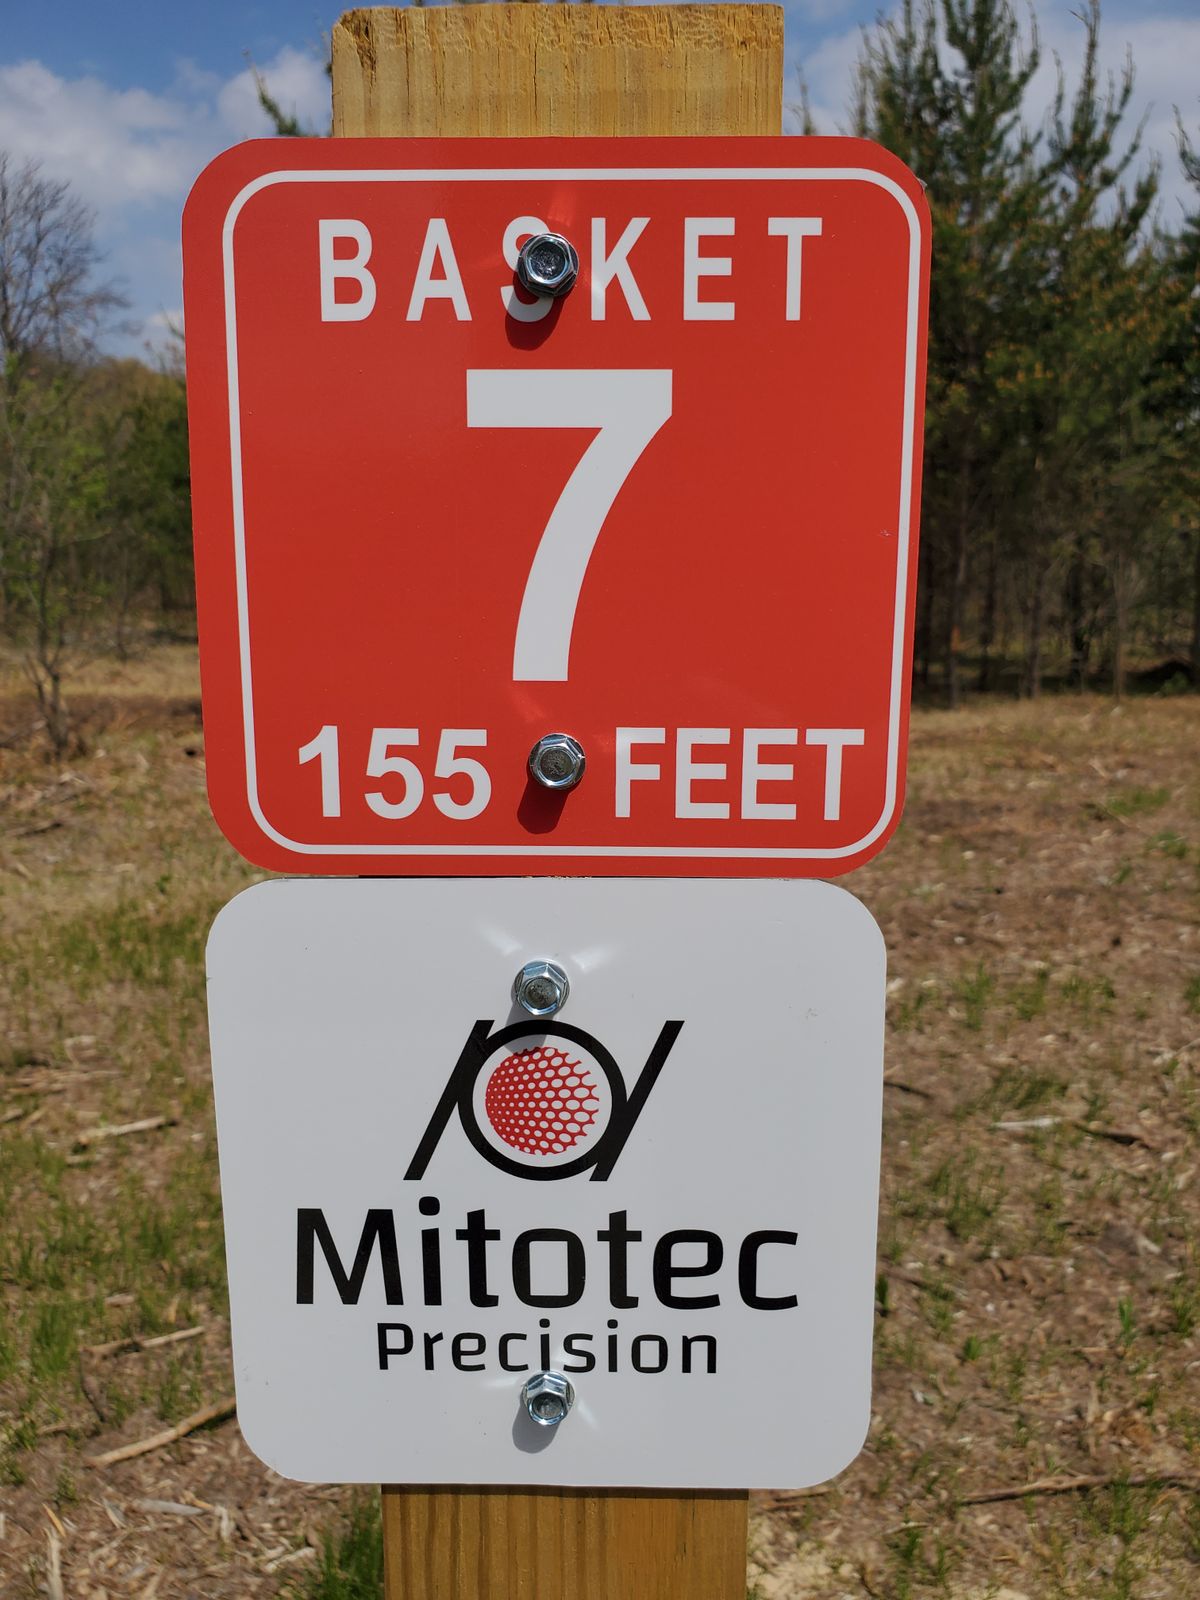 BASKET
7
155 FEET
Mitotec
Precision